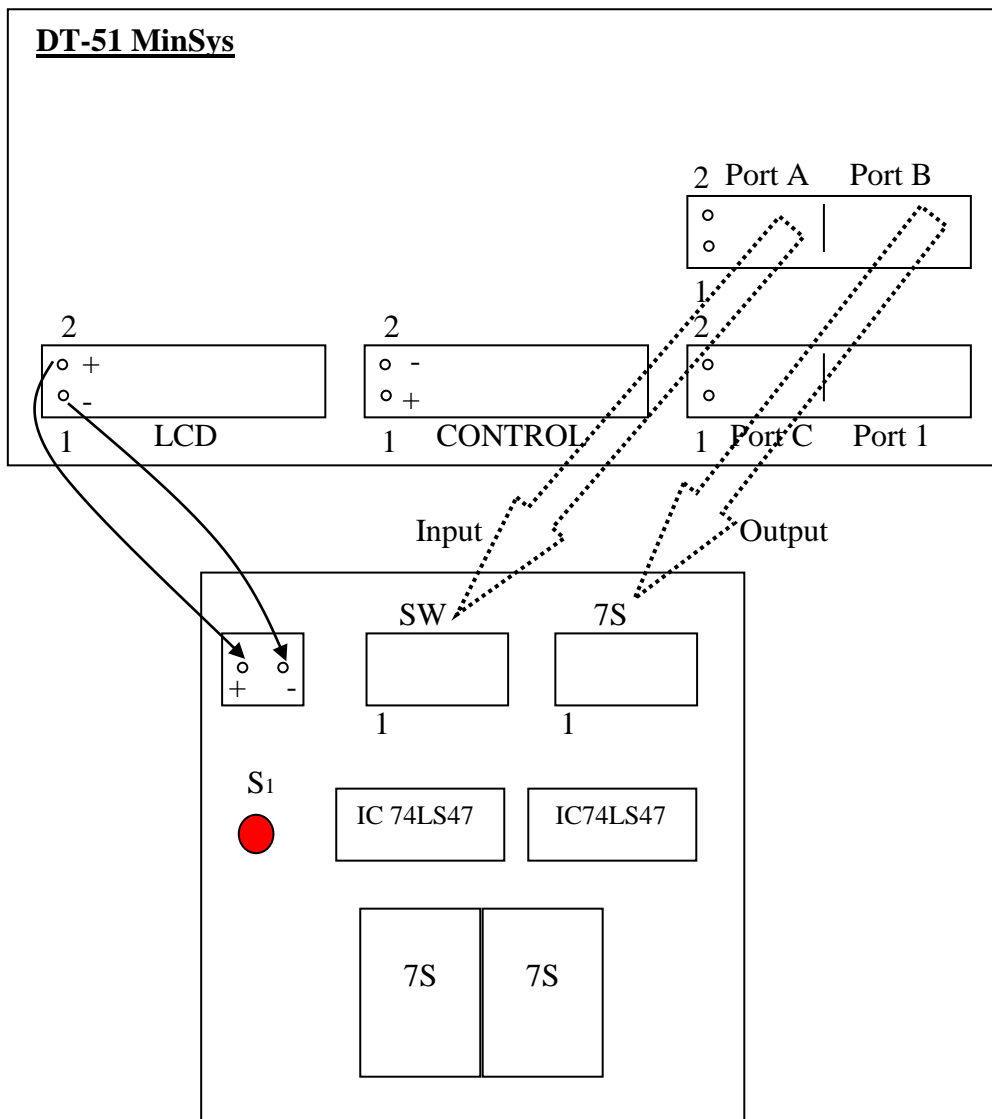 DT-51 MinSys
2 Port A Port B
1
2 2 2
+ -
- +
1 LCD 1 CONTROL 1 Port C Port 1
Input Output
SW 7S
+ -
1 1
S1
IC 74LS47 IC74LS47
7S 7S